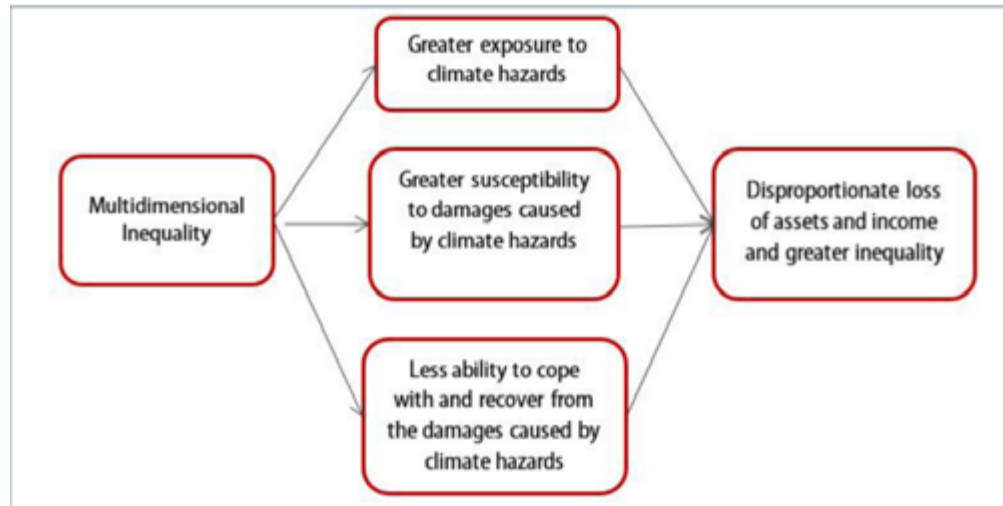 Greater exposure to
climate hazards
Multidimensional
Inequality
Greater susceptibility
to damages caused
by climate hazards
Less ability to cope
with and recover from
the damages caused by
climate hazards
Disproportionate loss
of assets and income
and greater inequality